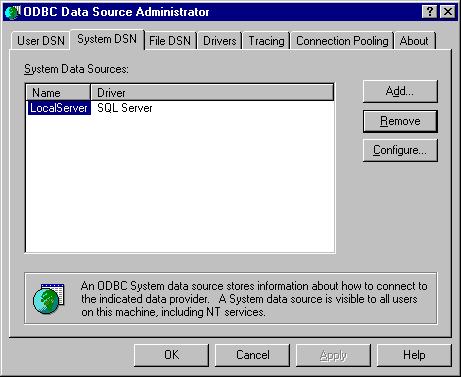 ODBC Data Source Administrator
User DSN System DSN File DSN Drivers Tracing Connection Pooling About
System Data Sources:
Name Driver
LocalServer SQL Server
Add...
Remove
Configure...
An ODBC System data source stores information about how to connect to
the indicated data provider. A System data source is visible to all users
on this machine, including NT services.
OK Cancel Apply Help